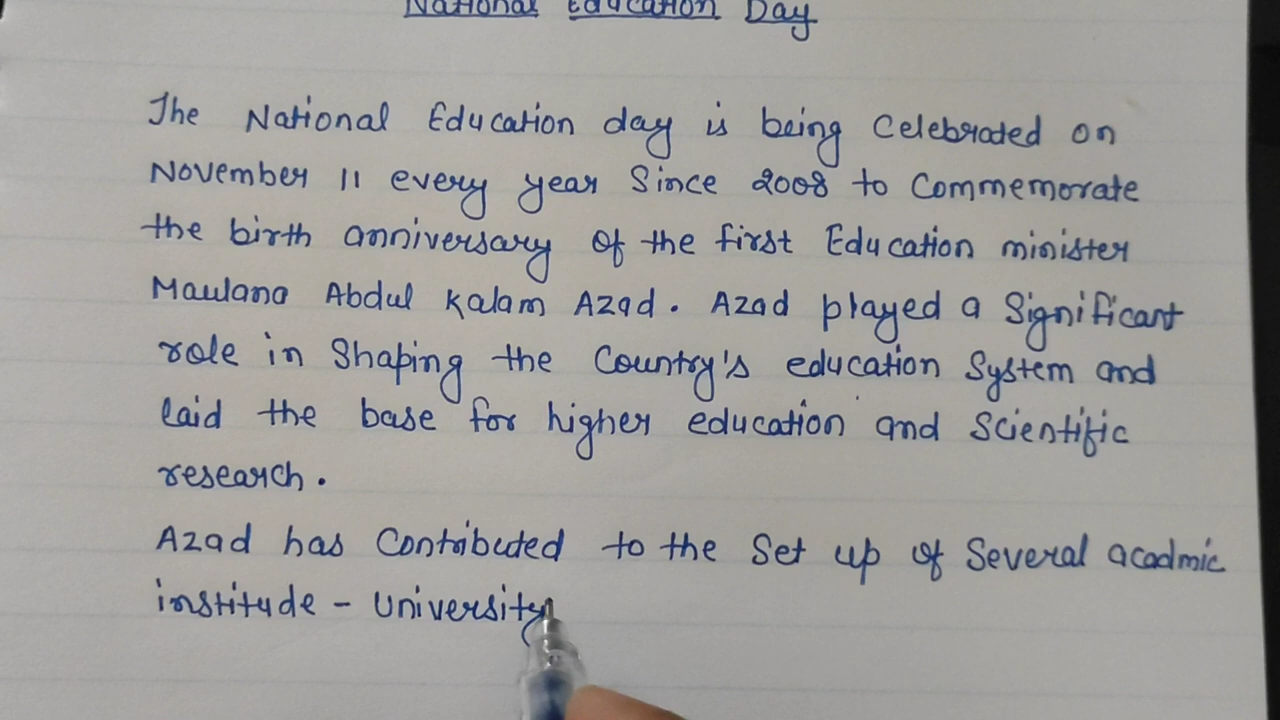 National Education Day
The National Education day is being Celebrated on
November 11 every year Since 2008 to Commemorate
the birth anniversary of the first Education minister
Maulana Abdul Kalam Azad. Azad played a Significant
role in Shaping the Country's education System and
laid the base for higher education and Scientific
research.
Azad has Contributed to the Set up of Several acadmic
institude - University